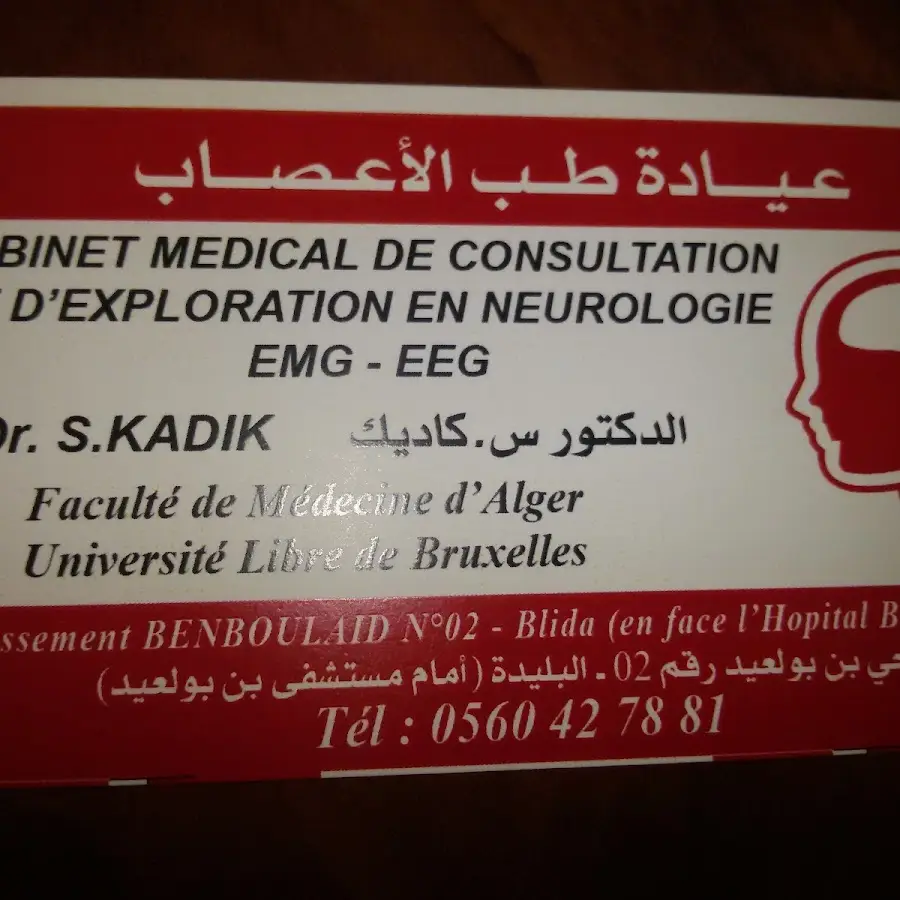 عيادة طب الأعصاب
BINET MEDICAL DE CONSULTATION
D'EXPLORATION EN NEUROLOGIE
EMG - EEG
Dr. S.KADIK الدكتور س.كاديك
Faculté de Médecine d'Alger
Université Libre de Bruxelles
ssement BENBOULAID N°02 - Blida (en face l'Hopital B
حي بن بولعيد رقم 02 - البليدة (أمام مستشفى بن بولعيد)
Tél : 0560 42 78 81